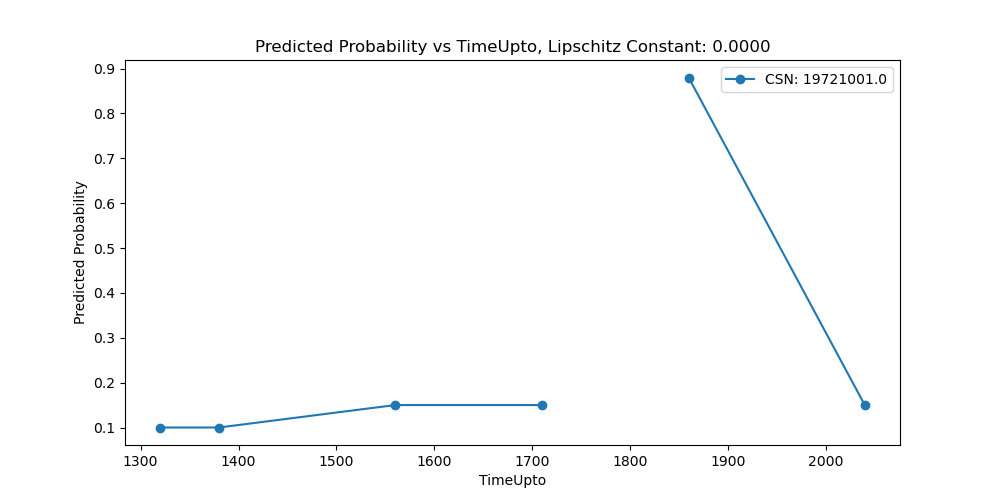 Predicted Probability vs TimeUpto, Lipschitz Constant: 0.0000
CSN: 19721001.0
Predicted Probability
0.9
0.8
0.7
0.6
0.5
0.4
0.3
0.2
0.1
1300 1400 1500 1600 1700 1800 1900 2000
TimeUpto